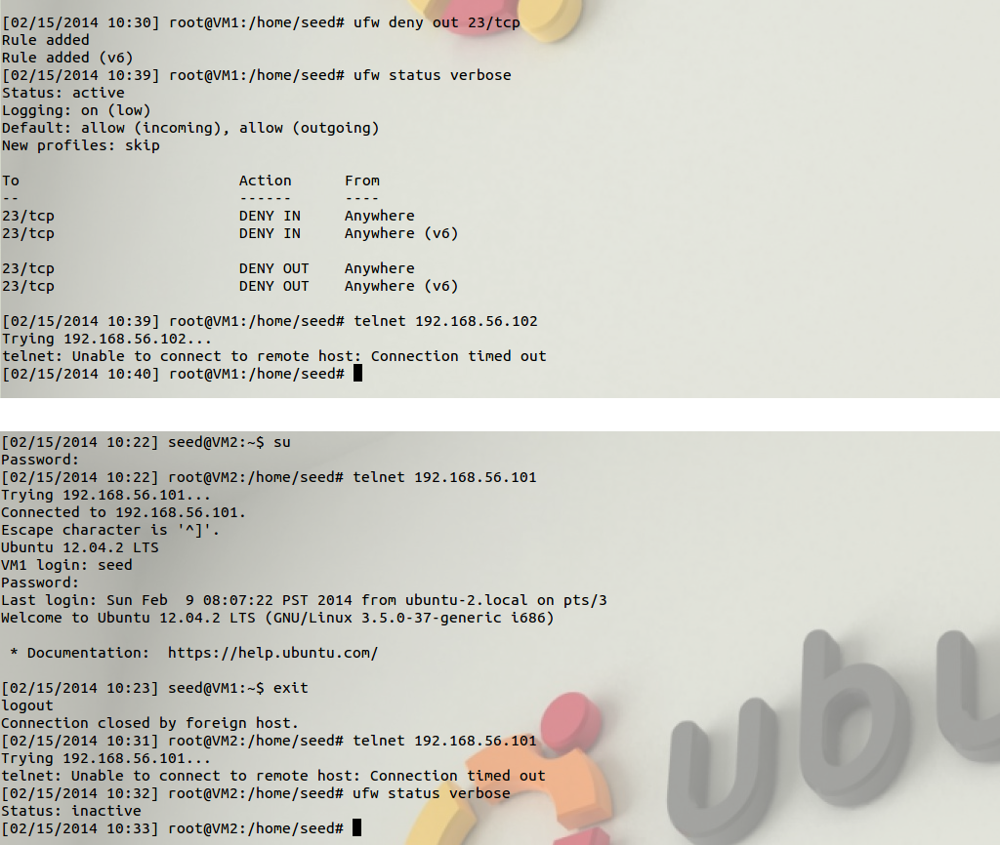 [02/15/2014 10:30] root@VM1:/home/seed# ufw deny out 23/tcp
Rule added
Rule added (v6)
[02/15/2014 10:39] root@VM1:/home/seed# ufw status verbose
Status: active
Logging: on (low)
Default: allow (incoming), allow (outgoing)
New profiles: skip
To                         Action      From
--                         ------      ----
23/tcp                     DENY IN     Anywhere
23/tcp                     DENY IN     Anywhere (v6)
23/tcp                     DENY OUT    Anywhere
23/tcp                     DENY OUT    Anywhere (v6)
[02/15/2014 10:39] root@VM1:/home/seed# telnet 192.168.56.102
Trying 192.168.56.102...
telnet: Unable to connect to remote host: Connection timed out
[02/15/2014 10:40] root@VM1:/home/seed#
[02/15/2014 10:22] seed@VM2:~$ su
Password:
[02/15/2014 10:22] root@VM2:/home/seed# telnet 192.168.56.101
Trying 192.168.56.101...
Connected to 192.168.56.101.
Escape character is '^]'.
Ubuntu 12.04.2 LTS
VM1 login: seed
Password:
Last login: Sun Feb  9 08:07:22 PST 2014 from ubuntu-2.local on pts/3
Welcome to Ubuntu 12.04.2 LTS (GNU/Linux 3.5.0-37-generic i686)
 * Documentation:  https://help.ubuntu.com/
[02/15/2014 10:23] seed@VM1:~$ exit
logout
Connection closed by foreign host.
[02/15/2014 10:31] root@VM2:/home/seed# telnet 192.168.56.101
Trying 192.168.56.101...
telnet: Unable to connect to remote host: Connection timed out
[02/15/2014 10:32] root@VM2:/home/seed# ufw status verbose
Status: inactive
[02/15/2014 10:33] root@VM2:/home/seed#
ubu